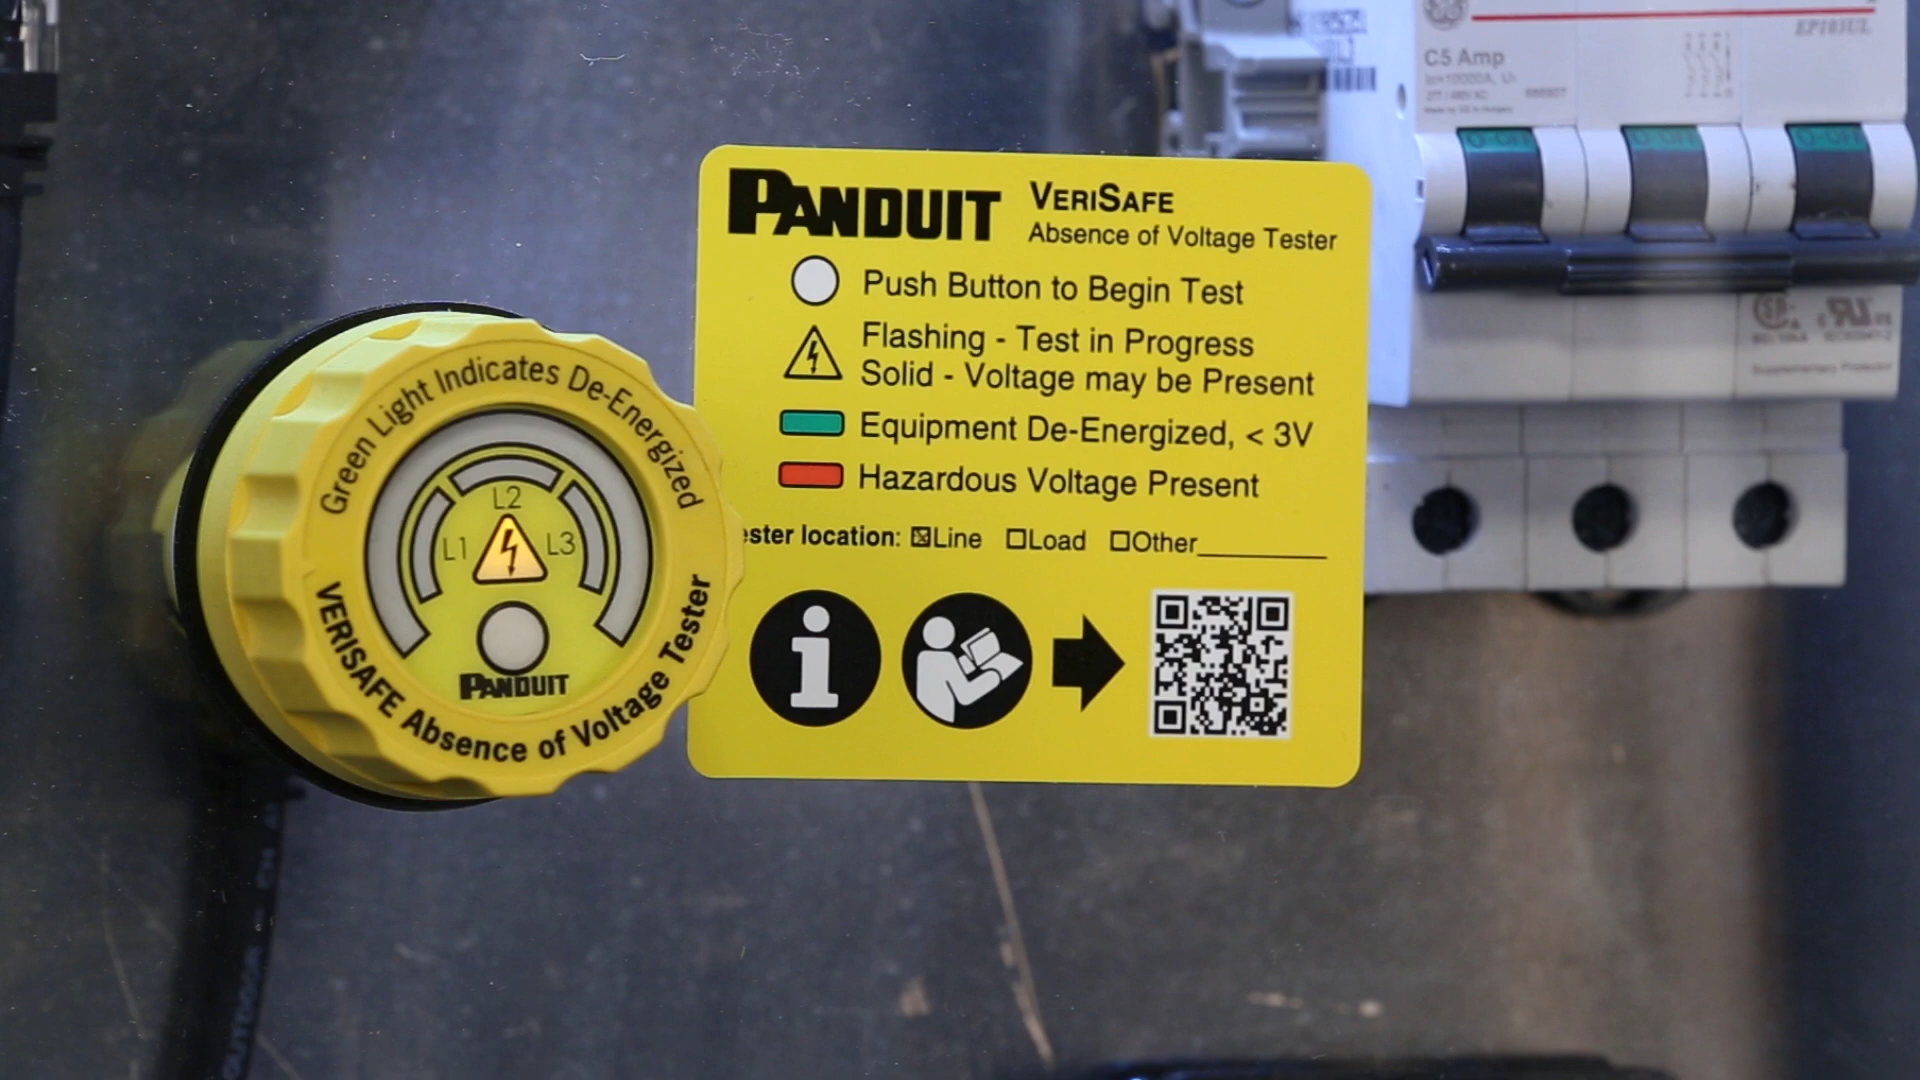 Green Light Indicates De-Energized
L1
L2
L3
PANDUIT
VERISAFE Absence of Voltage Tester
PANDUIT
VERISAFE
Absence of Voltage Tester
Push Button to Begin Test
Flashing - Test in Progress
Solid - Voltage may be Present
Equipment De-Energized, < 3V
Hazardous Voltage Present
location: ☒Line ☐Load ☐Other
C5 Amp
EP103UL